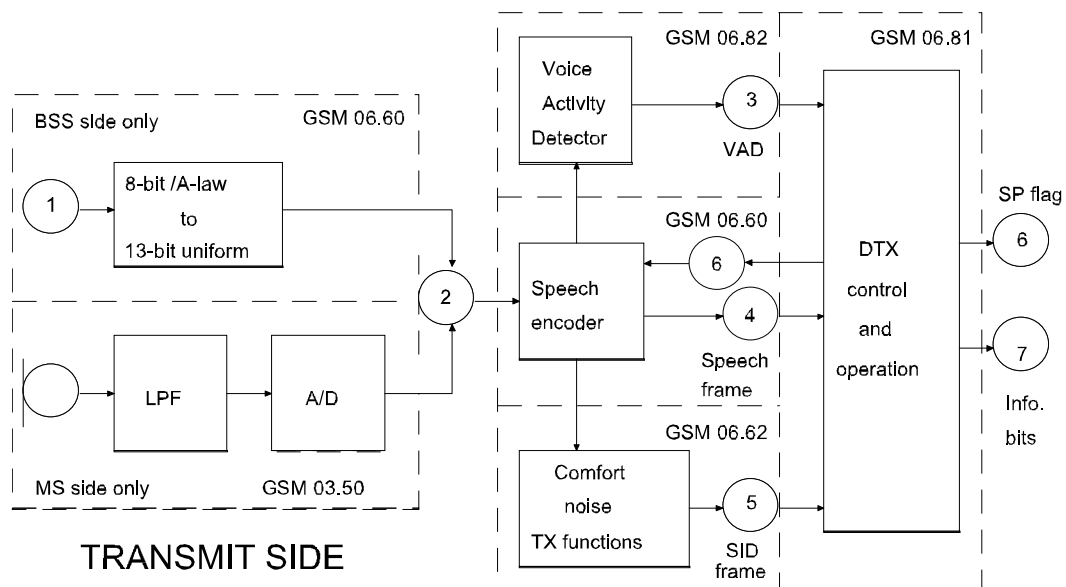 GSM 06.82
GSM 06.81
Voice
Activity
Detector
3
VAD
BSS side only
GSM 06.60
1
8-bit /A-law
to
13-bit uniform
2
GSM 06.60
Speech
encoder
6
4
Speech
frame
DTX
control
and
operation
SP flag
6
7
Info.
bits
LPF
A/D
MS side only
GSM 03.50
GSM 06.62
Comfort
noise
TX functions
5
SID
frame
TRANSMIT SIDE